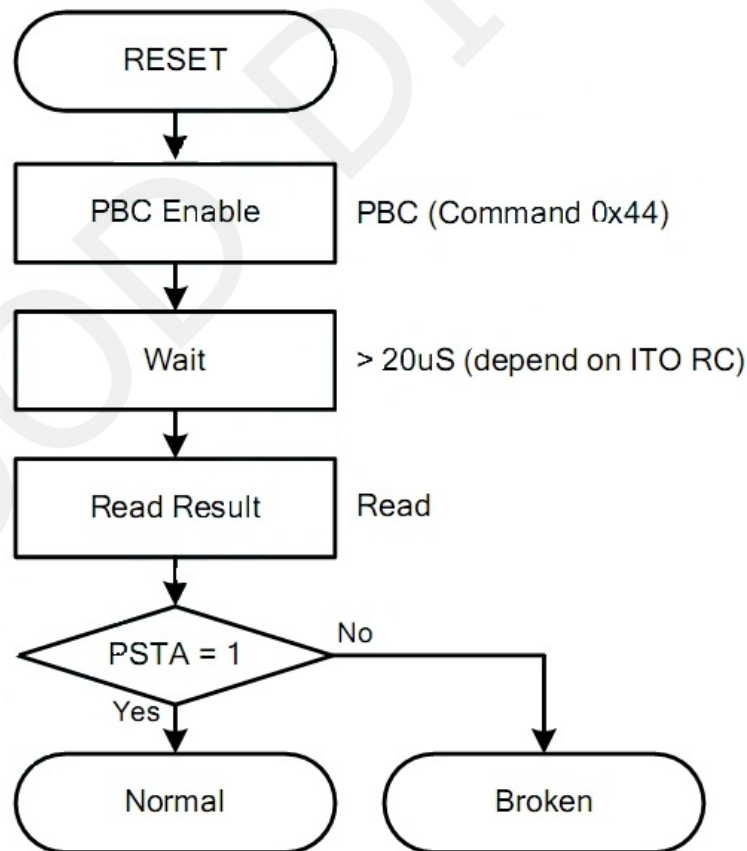 RESET
PBC Enable
PBC (Command 0x44)
Wait
> 20uS (depend on ITO RC)
Read Result
Read
PSTA = 1
No
Yes
Normal
Broken